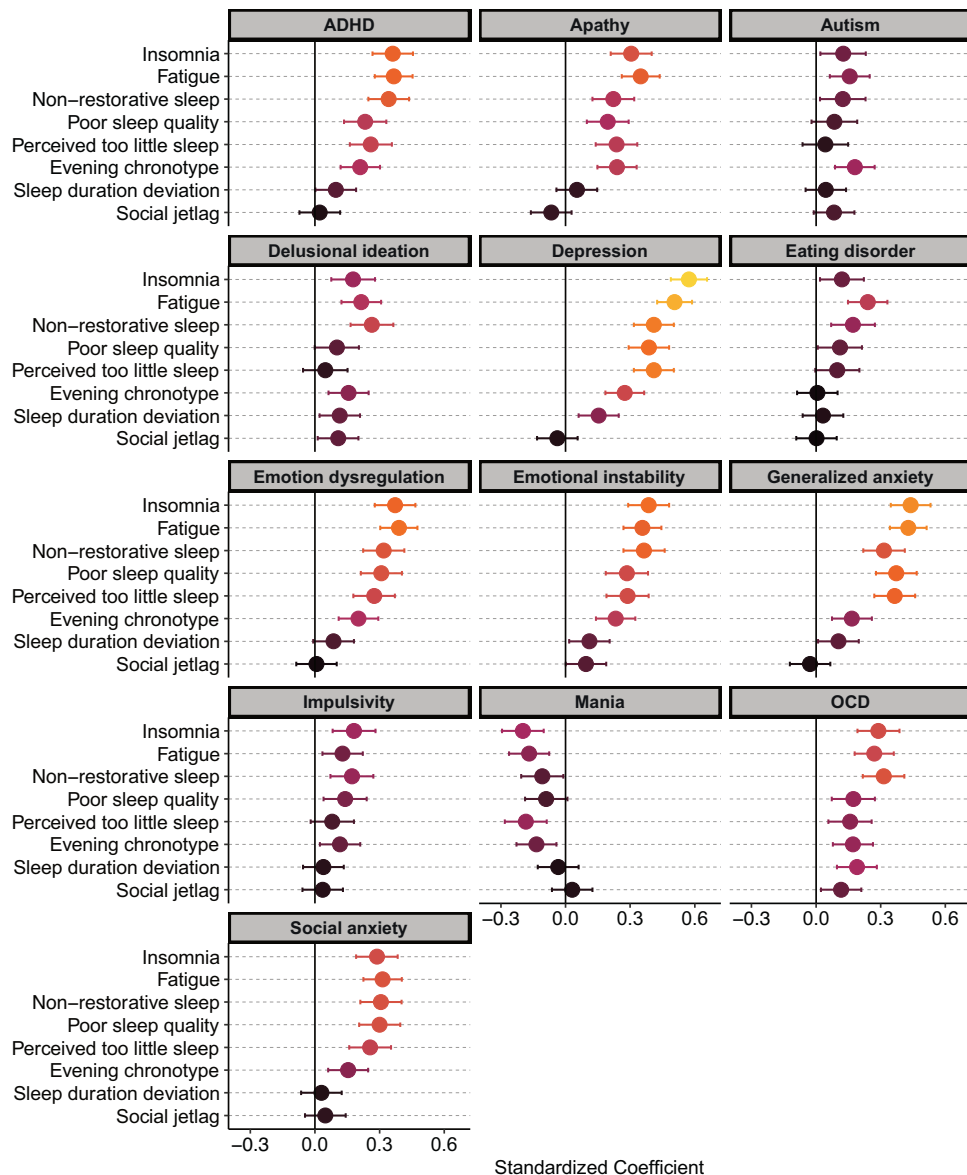 ADHD Apathy Autism
Insomnia
Fatigue
Non−restorative sleep
Poor sleep quality
Perceived too little sleep
Evening chronotype
Sleep duration deviation
Social jetlag
Delusional ideation Depression Eating disorder
Insomnia
Fatigue
Non−restorative sleep
Poor sleep quality
Perceived too little sleep
Evening chronotype
Sleep duration deviation
Social jetlag
Emotion dysregulation Emotional instability Generalized anxiety
Insomnia
Fatigue
Non−restorative sleep
Poor sleep quality
Perceived too little sleep
Evening chronotype
Sleep duration deviation
Social jetlag
Impulsivity Mania OCD
Insomnia
Fatigue
Non−restorative sleep
Poor sleep quality
Perceived too little sleep
Evening chronotype
Sleep duration deviation
Social jetlag
−0.3 0.0 0.3 0.6 −0.3 0.0 0.3 0.6
Social anxiety
Insomnia
Fatigue
Non−restorative sleep
Poor sleep quality
Perceived too little sleep
Evening chronotype
Sleep duration deviation
Social jetlag
−0.3 0.0 0.3 0.6
Standardized Coefficient